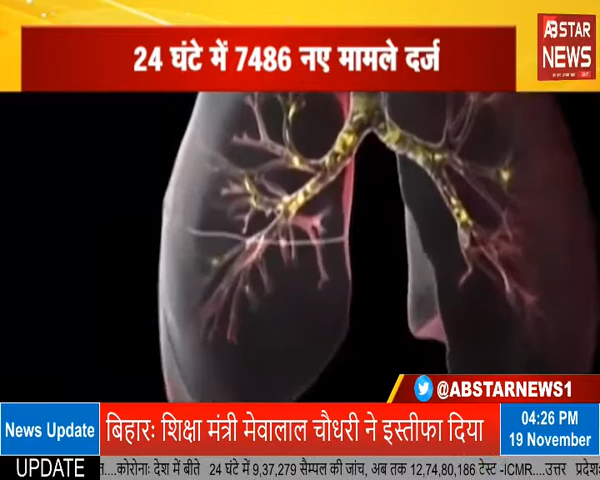 24 घंटे में 7486 नए मामले दर्ज
AB STAR
NEWS
@ABSTARNEWS1
News Update
बिहारः शिक्षा मंत्री मेवालाल चौधरी ने इस्तीफा दिया
04:26 PM
19 November
UPDATE
त....कोरोनाः देश में बीते 24 घंटे में 9,37,279 सैम्पल की जांच, अब तक 12,74,80,186 टेस्ट -ICMR....उत्तर प्रदेशः